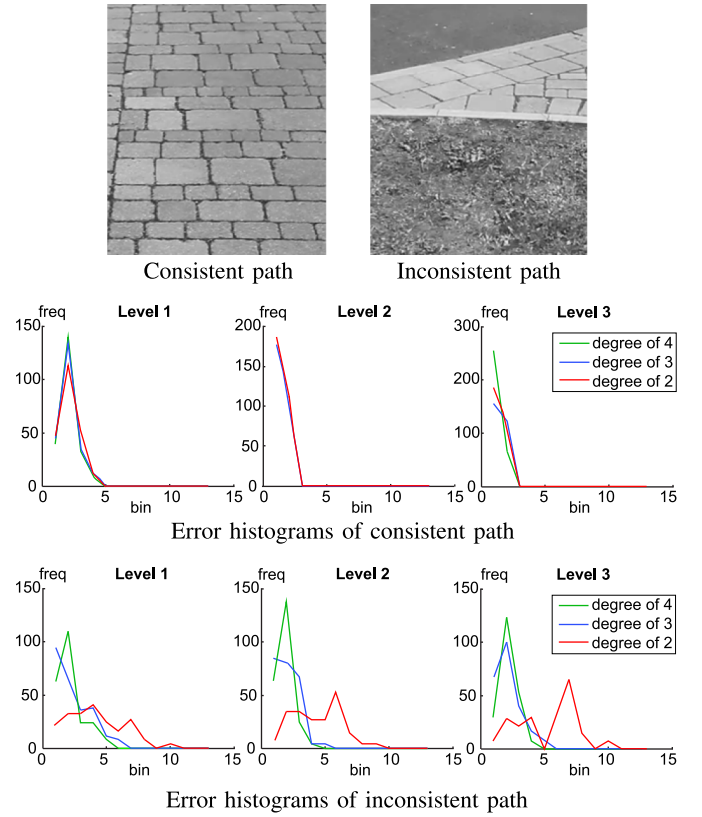 Consistent path Inconsistent path
freq Level 1 freq Level 2 freq Level 3
150 200 300
degree of 4
degree of 3
degree of 2
150
100 200
100
50 100
50
0 0 0
0 5 10 15 0 5 10 15 0 5 10 15
bin bin bin
Error histograms of consistent path
freq Level 1 freq Level 2 freq Level 3
150 150 150
degree of 4
degree of 3
degree of 2
100 100 100
50 50 50
0 0 0
0 5 10 15 0 5 10 15 0 5 10 15
bin bin bin
Error histograms of inconsistent path